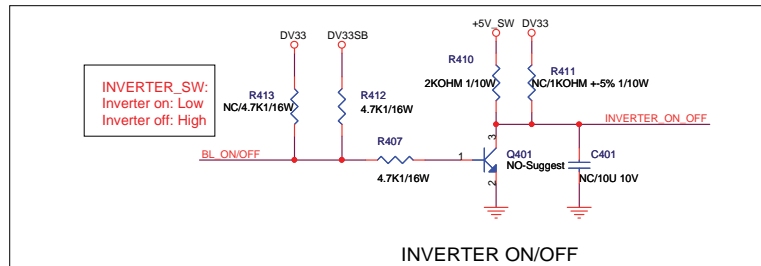 DV33
DV33SB
+5V_SW
DV33
INVERTER_SW:
Inverter on: Low
Inverter off: High
R413
NC/4.7K1/16W
R412
4.7K1/16W
R410
2KOHM 1/10W
R411
NC/1KOHM +-5% 1/10W
INVERTER_ON_OFF
BL_ON/OFF
R407
4.7K1/16W
1
3
2
Q401
NO-Suggest
C401
NC/10U 10V
INVERTER ON/OFF